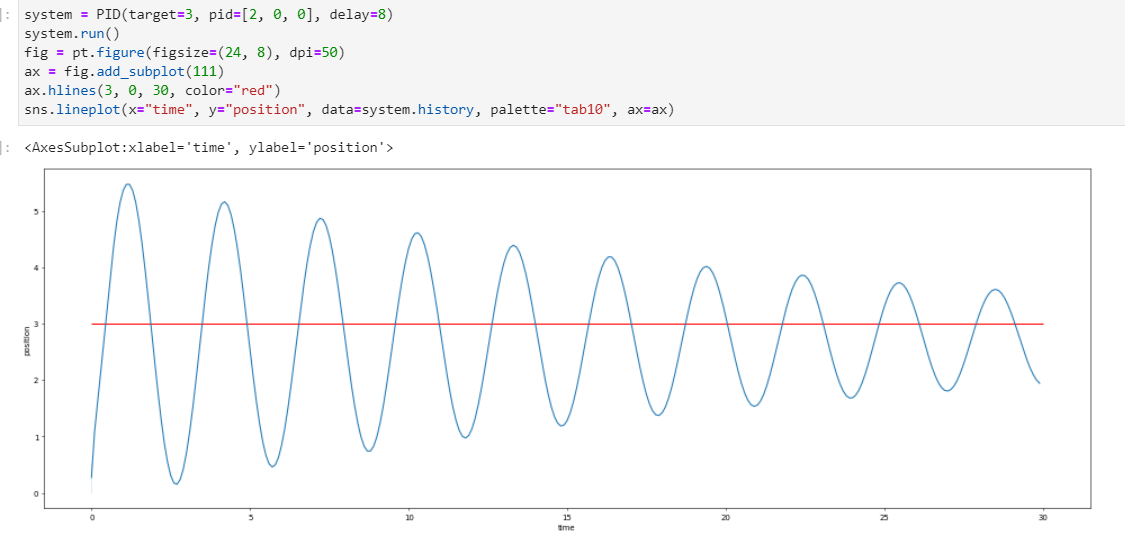 ]: system = PID(target=3, pid=[2, 0, 0], delay=8)
system.run()
fig = pt.figure(figsize=(24, 8), dpi=50)
ax = fig.add_subplot(111)
ax.hlines(3, 0, 30, color="red")
sns.lineplot(x="time", y="position", data=system.history, palette="tab10", ax=ax)
]: <AxesSubplot:xlabel='time', ylabel='position'>
5
4
3
2
1
0
position
0 5 10 15 20 25 30
time